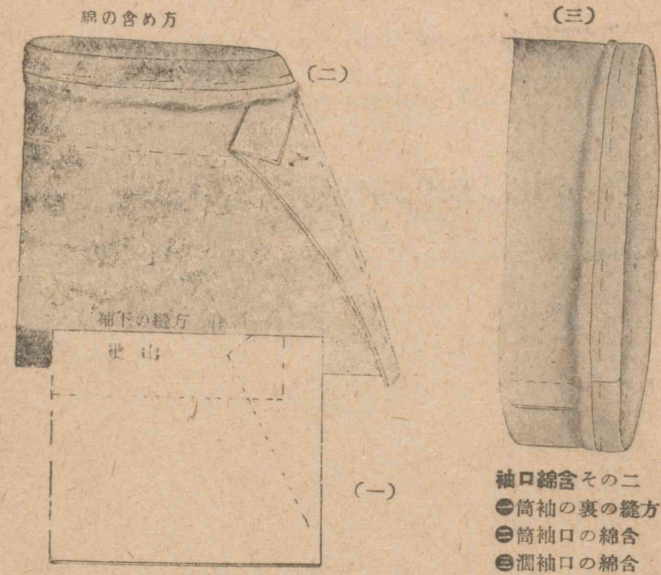 綿の含め方
(三)
(二)
袖下の縫方
山
(一)
袖口綿含その二
㊀筒袖の裏の縫方
㊁筒袖口の綿含
㊂濶袖口の綿含